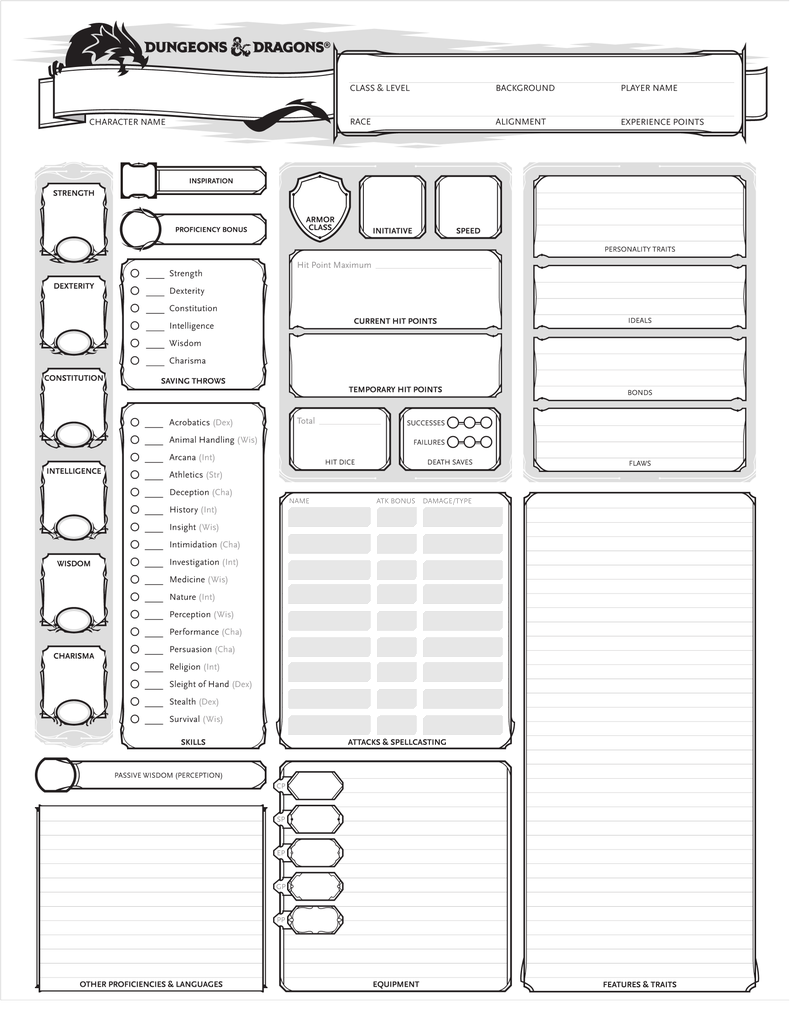 DUNGEONS & DRAGONS®
CHARACTER NAME
CLASS & LEVEL
BACKGROUND
PLAYER NAME
RACE
ALIGNMENT
EXPERIENCE POINTS
STRENGTH
DEXTERITY
CONSTITUTION
INTELLIGENCE
WISDOM
CHARISMA
INSPIRATION
PROFICIENCY BONUS
Strength
Dexterity
Constitution
Intelligence
Wisdom
Charisma
SAVING THROWS
Acrobatics (Dex)
Animal Handling (Wis)
Arcana (Int)
Athletics (Str)
Deception (Cha)
History (Int)
Insight (Wis)
Intimidation (Cha)
Investigation (Int)
Medicine (Wis)
Nature (Int)
Perception (Wis)
Performance (Cha)
Persuasion (Cha)
Religion (Int)
Sleight of Hand (Dex)
Stealth (Dex)
Survival (Wis)
SKILLS
PASSIVE WISDOM (PERCEPTION)
OTHER PROFICIENCIES & LANGUAGES
ARMOR
CLASS
INITIATIVE
SPEED
Hit Point Maximum
CURRENT HIT POINTS
TEMPORARY HIT POINTS
Total
HIT DICE
SUCCESSES
FAILURES
DEATH SAVES
NAME
ATK BONUS
DAMAGE/TYPE
ATTACKS & SPELLCASTING
CP
SP
EP
GP
PP
EQUIPMENT
PERSONALITY TRAITS
IDEALS
BONDS
FLAWS
FEATURES & TRAITS